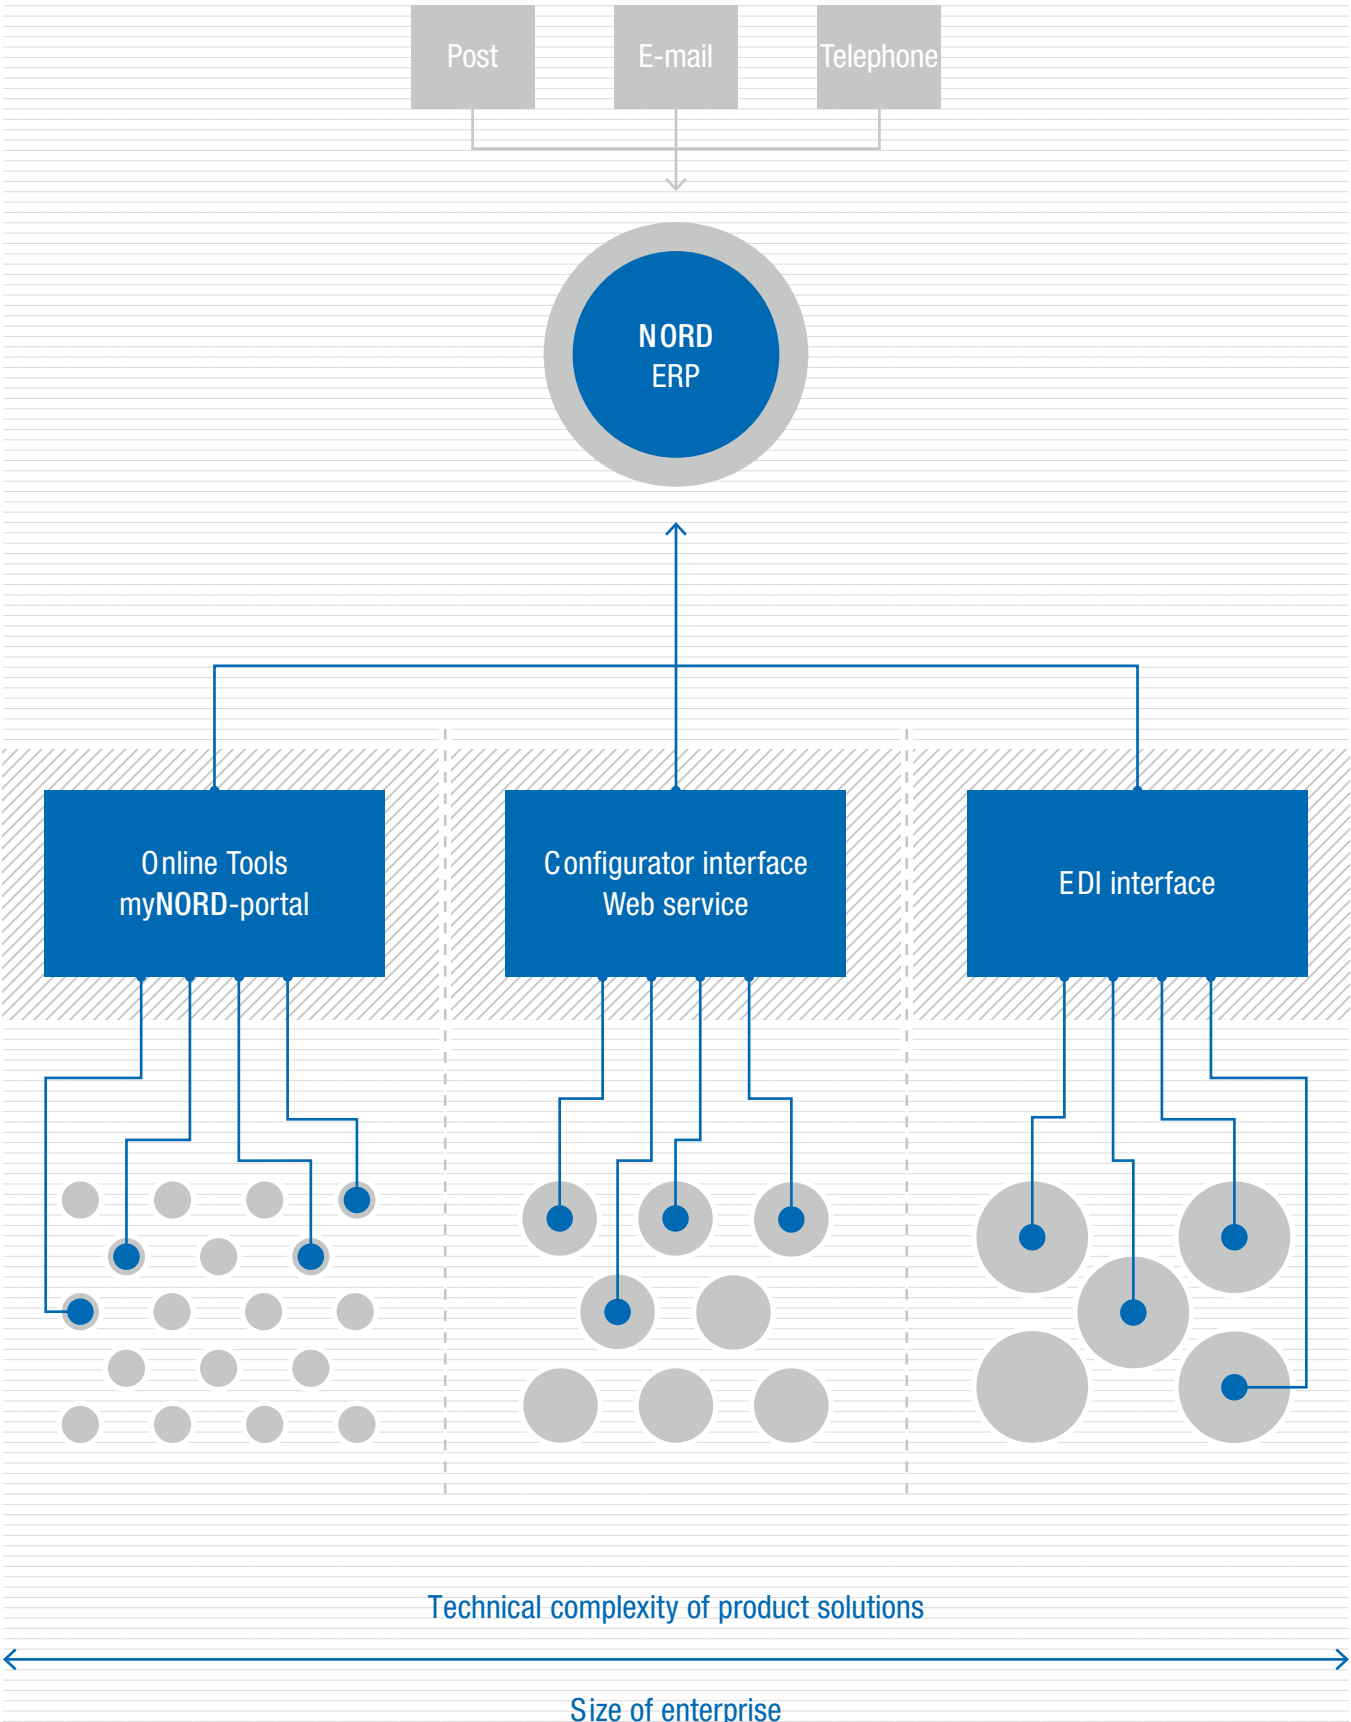 Post
E-mail
Telephone
NORD
ERP
Online Tools
myNORD-portal
Configurator interface
Web service
EDI interface
Technical complexity of product solutions
Size of enterprise